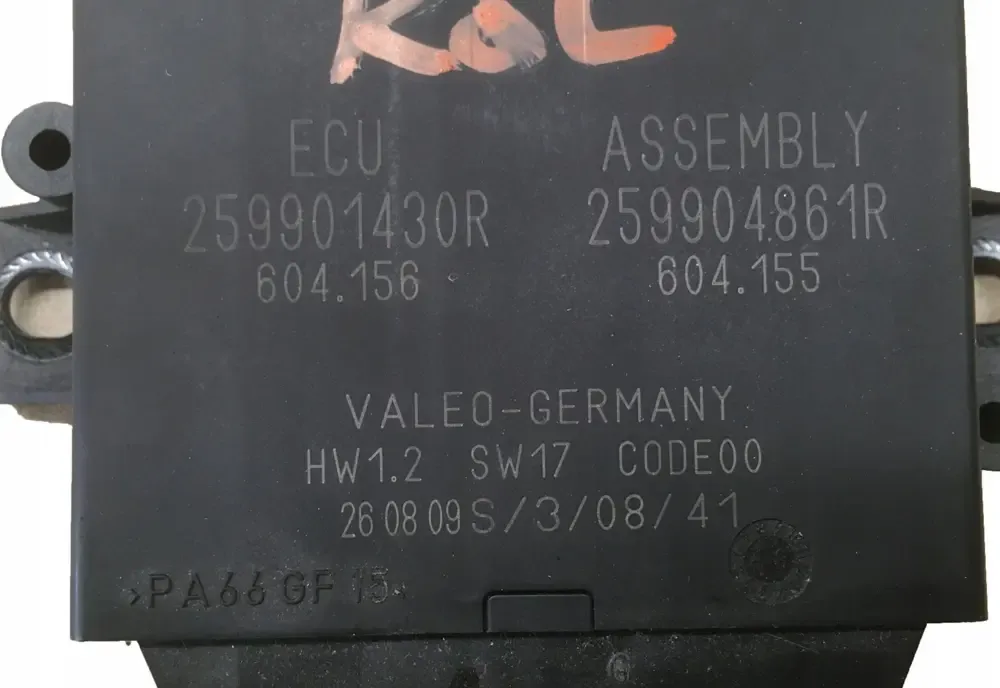 ECU ASSEMBLY
259901430R 259904861R
604.156 604.155
VALEO-GERMANY
HW1.2 SW17 CODE00
26 08 09 S/3/08/41
>PA66 GF 15<